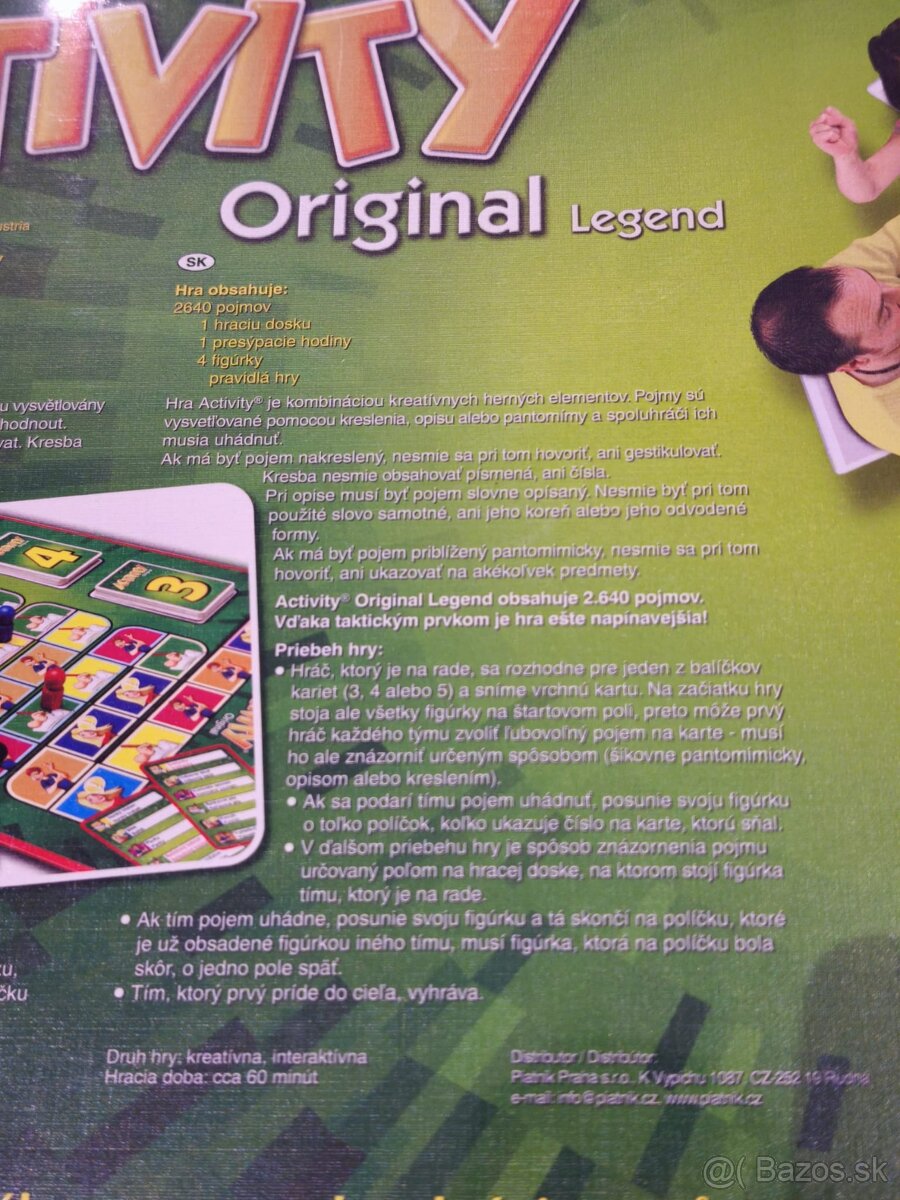 TIVITY
Original Legend
ustria
SK
Hra obsahuje:
2640 pojmov
1 hraciu dosku
1 presýpacie hodiny
4 figúrky
pravidlá hry
u vysvětlovány
hodnout.
vat. Kresba
Hra Activity® je kombináciou kreatívnych herných elementov. Pojmy sú
vysvetľované pomocou kreslenia, opisu alebo pantomímy a spoluhráči ich
musia uhádnuť.
Ak má byť pojem nakreslený, nesmie sa pri tom hovoriť, ani gestikulovať.
Kresba nesmie obsahovať písmená, ani čísla.
Pri opise musí byť pojem slovne opísaný. Nesmie byť pri tom
použité slovo samotné, ani jeho koreň alebo jeho odvodené
formy.
Ak má byť pojem priblížený pantomimicky, nesmie sa pri tom
hovoriť, ani ukazovať na akékoľvek predmety.
Activity® Original Legend obsahuje 2.640 pojmov.
Vďaka taktickým prvkom je hra ešte napínavejšia!
4
3
Priebeh hry:
• Hráč, ktorý je na rade, sa rozhodne pre jeden z balíčkov
kariet (3, 4 alebo 5) a sníme vrchnú kartu. Na začiatku hry
stoja ale všetky figúrky na štartovom poli, preto môže prvý
hráč každého týmu zvoliť ľubovoľný pojem na karte - musí
ho ale znázorniť určeným spôsobom (šikovne pantomimicky,
opisom alebo kreslením).
• Ak sa podarí tímu pojem uhádnuť, posunie svoju figúrku
o toľko políčok, koľko ukazuje číslo na karte, ktorú sňal.
• V ďalšom priebehu hry je spôsob znázornenia pojmu
určovaný poľom na hracej doske, na ktorom stojí figúrka
tímu, ktorý je na rade.
• Ak tím pojem uhádne, posunie svoju figúrku a tá skončí na políčku, ktoré
je už obsadené figúrkou iného tímu, musí figúrka, ktorá na políčku bola
skôr, o jedno pole späť.
• Tím, ktorý prvý príde do cieľa, vyhráva.
ku,
čku
Druh hry: kreatívna, interaktívna
Hracia doba: cca 60 minút
Distributor / Distribútor:
Piatnik Praha s.r.o., K Vypichu 1087, CZ-252 19 Rudná
e-mail: info@piatnik.cz, www.piatnik.cz
@( Bazos.sk